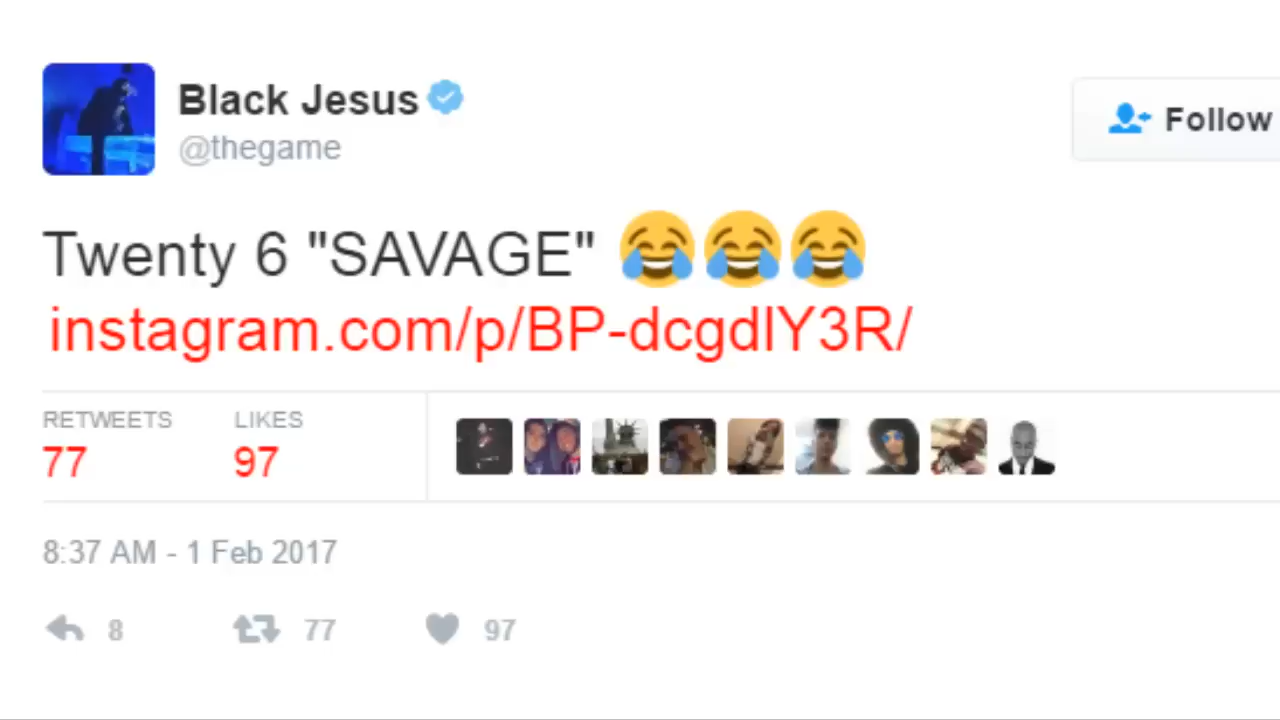 Black Jesus
@thegame
Follow
Twenty 6 "SAVAGE" 😂😂😂
instagram.com/p/BP-dcgdlY3R/
RETWEETS LIKES
77 97
8:37 AM - 1 Feb 2017
8 77 97